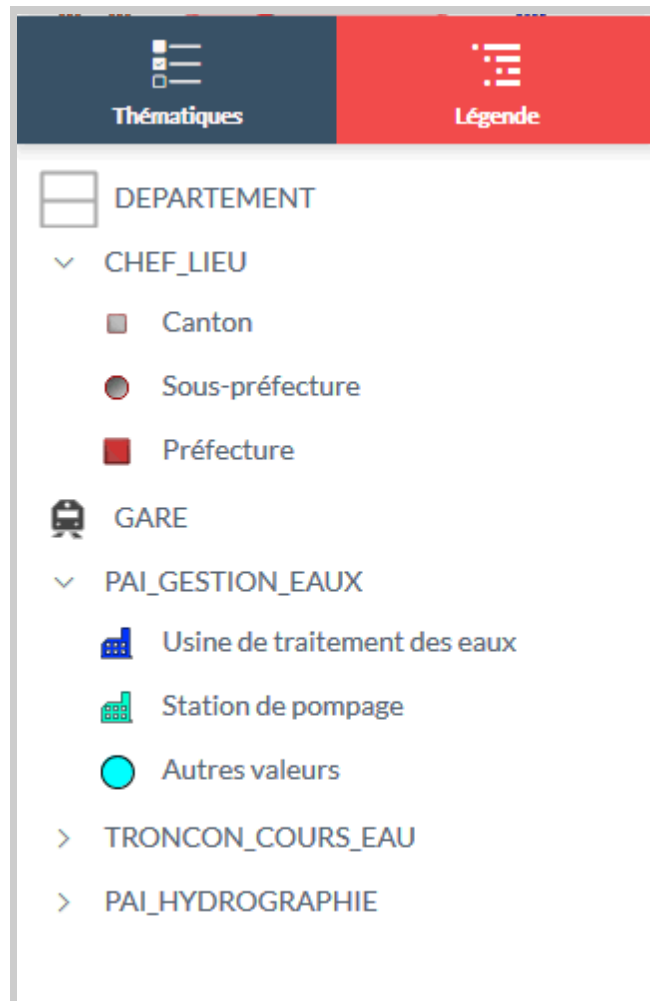 Thématiques
Légende
DEPARTEMENT
CHEF_LIEU
Canton
Sous-préfecture
Préfecture
GARE
PAI_GESTION_EAUX
Usine de traitement des eaux
Station de pompage
Autres valeurs
TRONCON_COURS_EAU
PAI_HYDROGRAPHIE